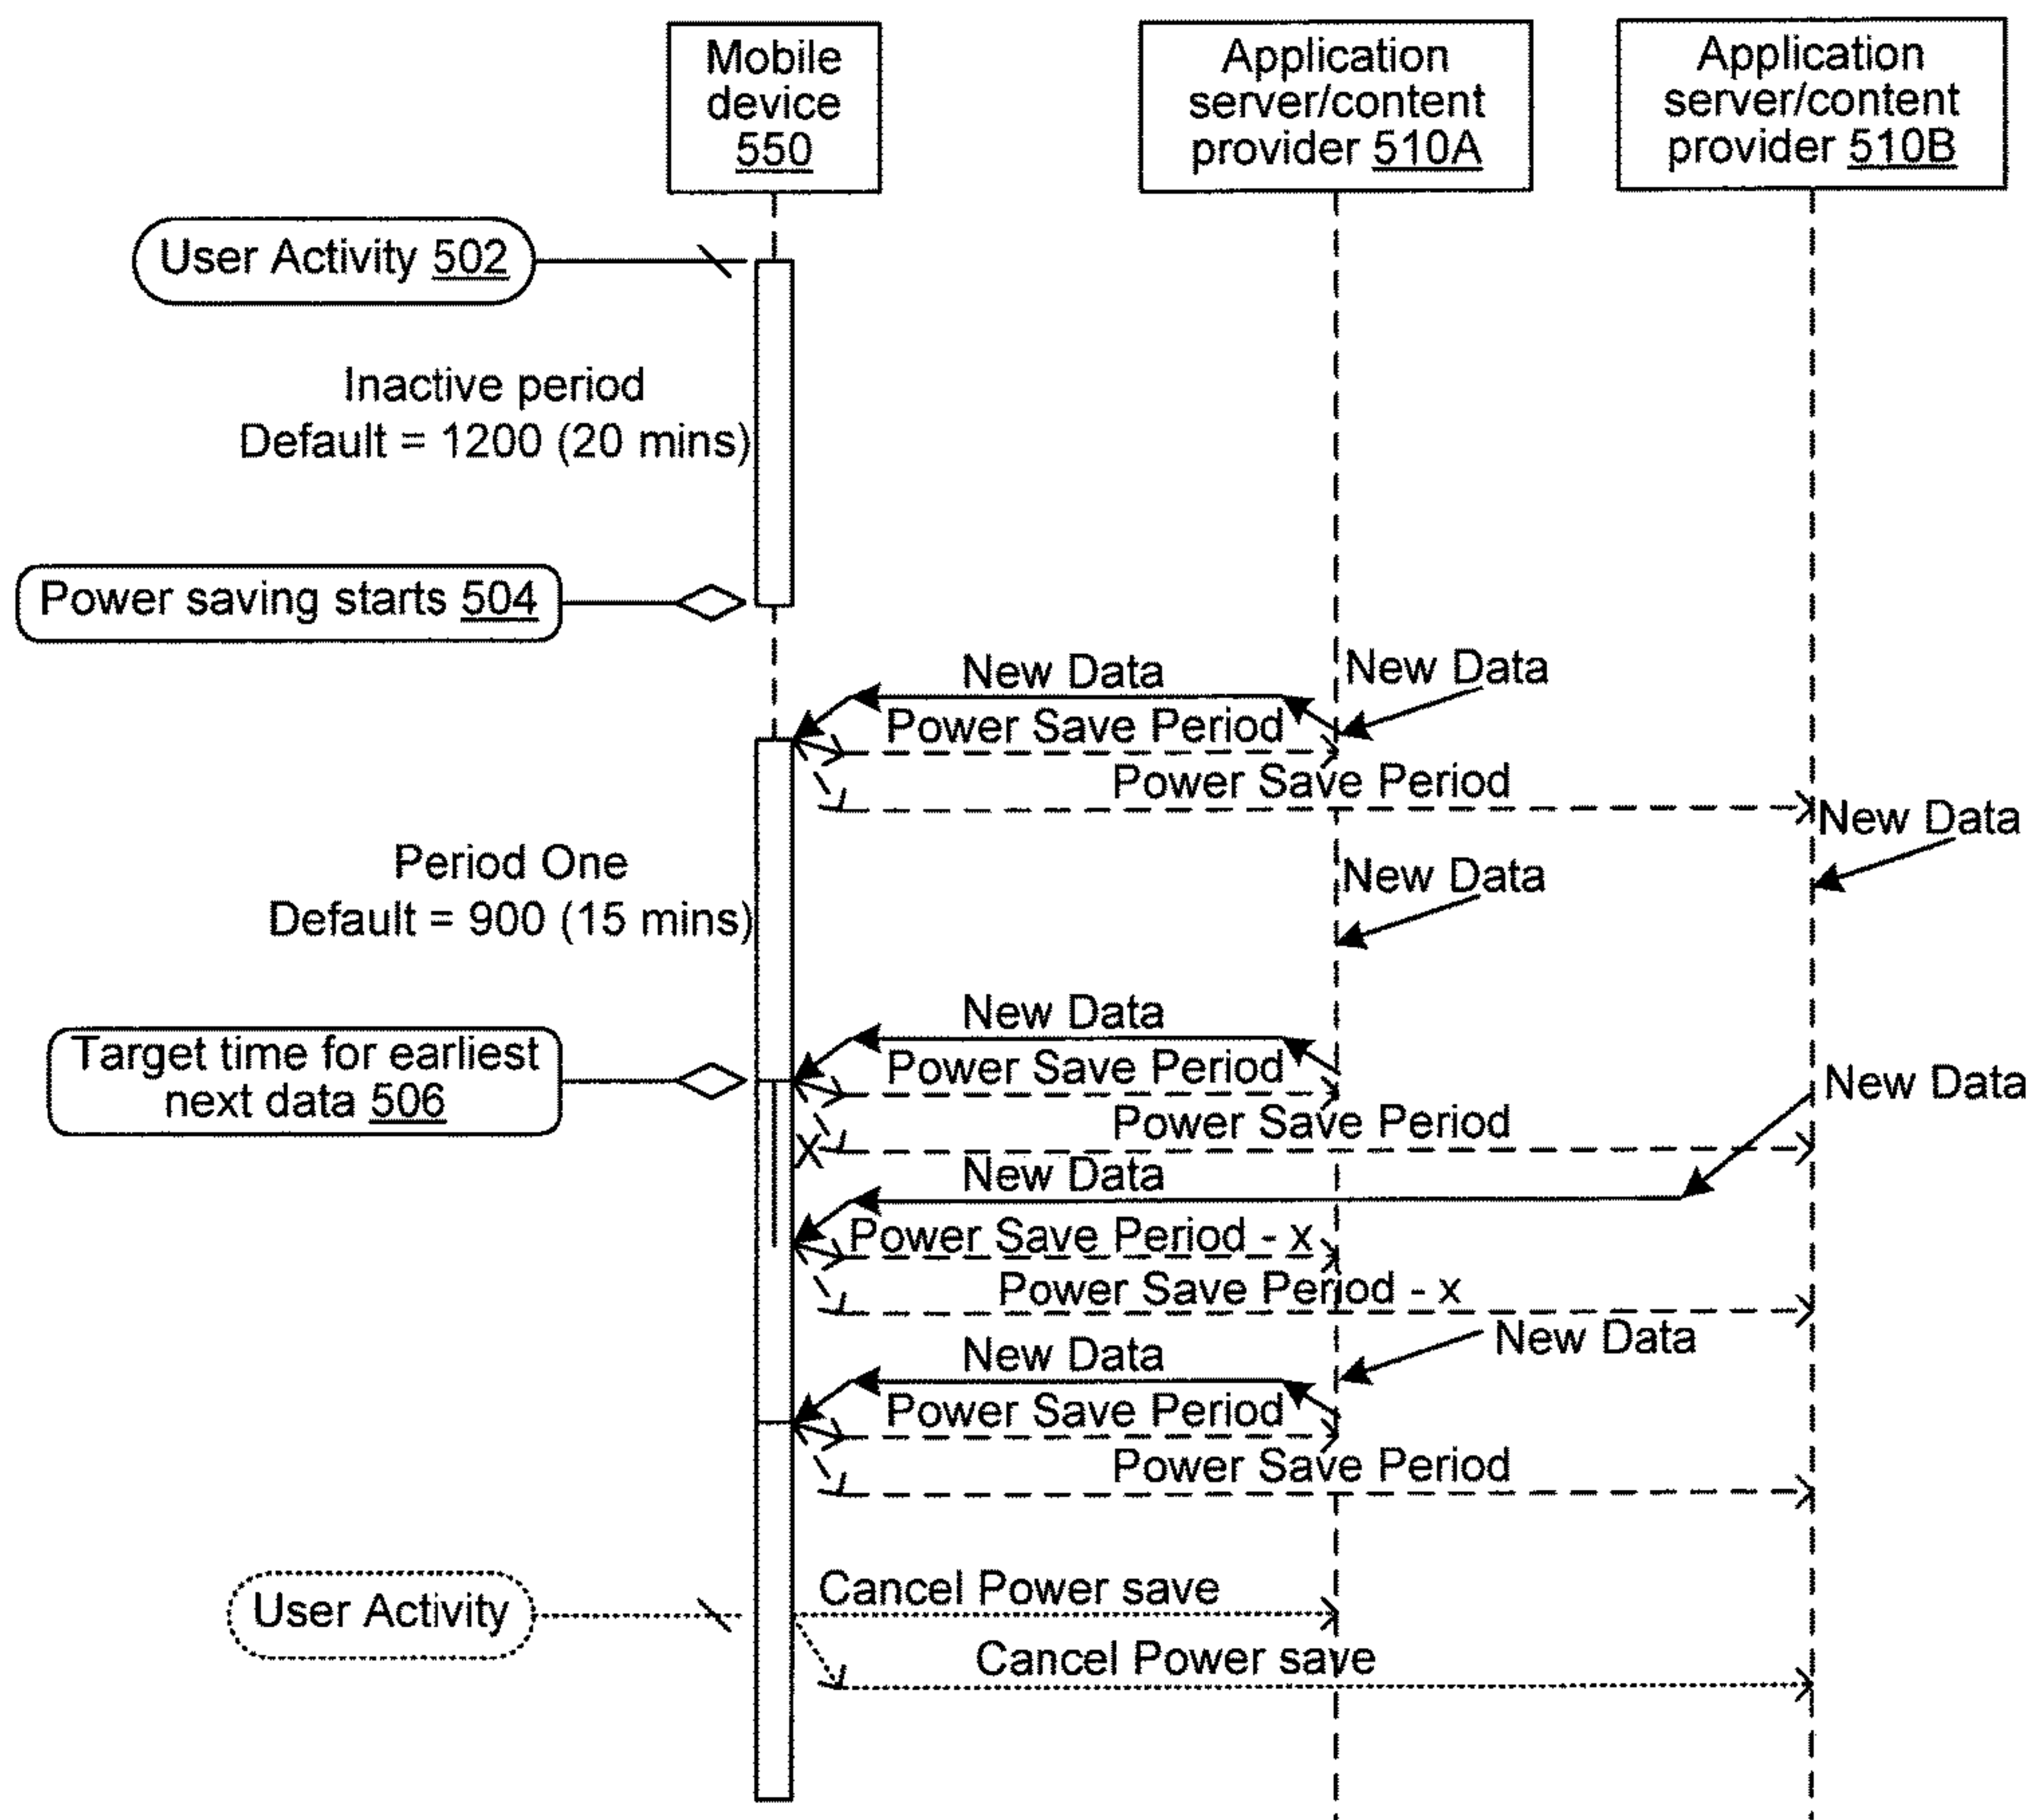 Mobile
device
550
Application
server/content
provider 510A
Application
server/content
provider 510B
User Activity 502
Inactive period
Default = 1200 (20 mins)
Power saving starts 504
New Data
New Data
Power Save Period
Power Save Period
New Data
Period One
Default = 900 (15 mins)
New Data
New Data
Target time for earliest
next data 506
Power Save Period
New Data
Power Save Period
X
New Data
Power Save Period - x
Power Save Period - x
New Data
New Data
Power Save Period
Power Save Period
User Activity
Cancel Power save
Cancel Power save